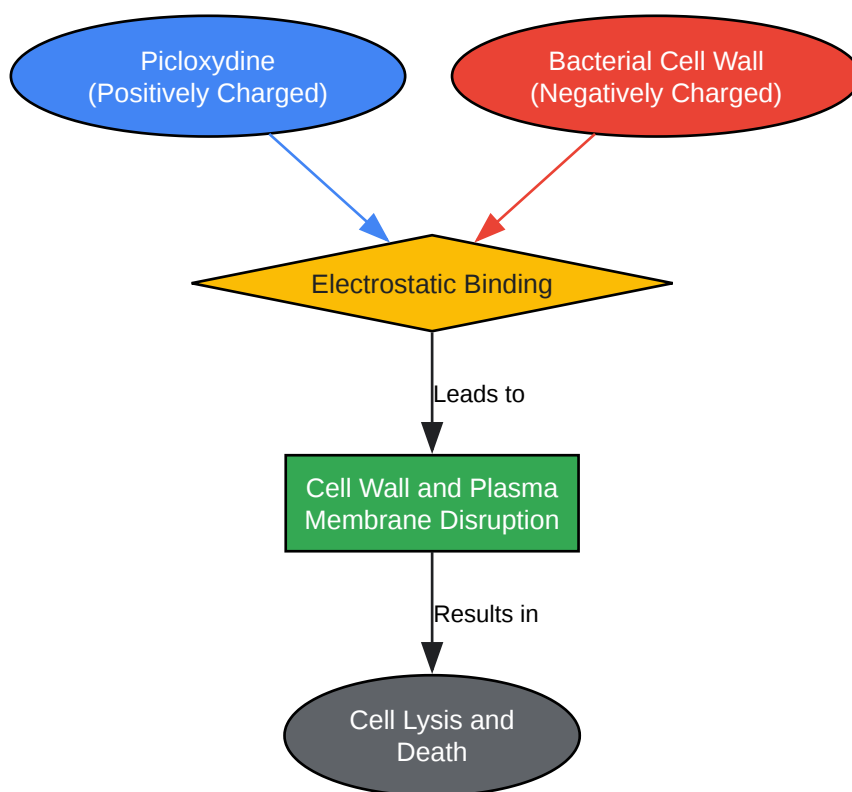 Picloxydine
(Positively Charged)
Bacterial Cell Wall
(Negatively Charged)
Electrostatic Binding
Leads to
Cell Wall and Plasma
Membrane Disruption
Results in
Cell Lysis and
Death